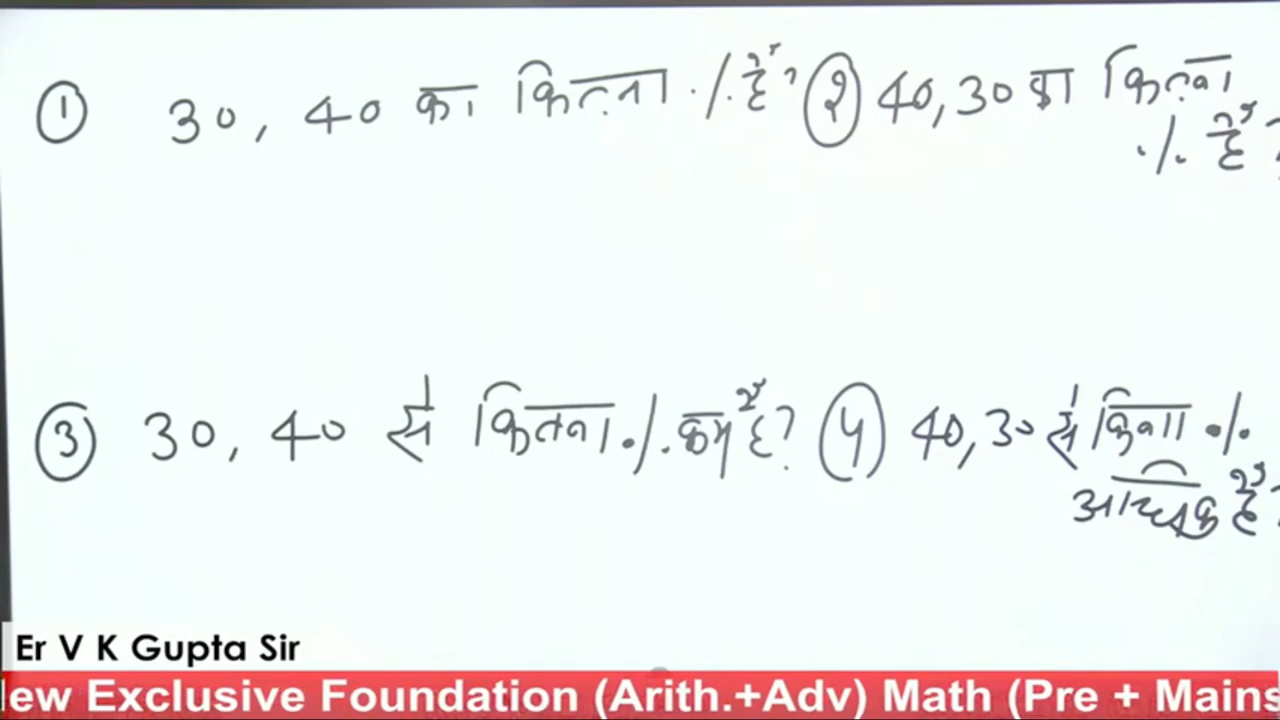 ① 30, 40 का कितना % है?
② 40, 30 का कितना
% है?
③ 30, 40 से कितना % कम है?
④ 40, 30 से कितना %
अधिक है?
Er V K Gupta Sir
lew Exclusive Foundation (Arith.+Adv) Math (Pre + Mains